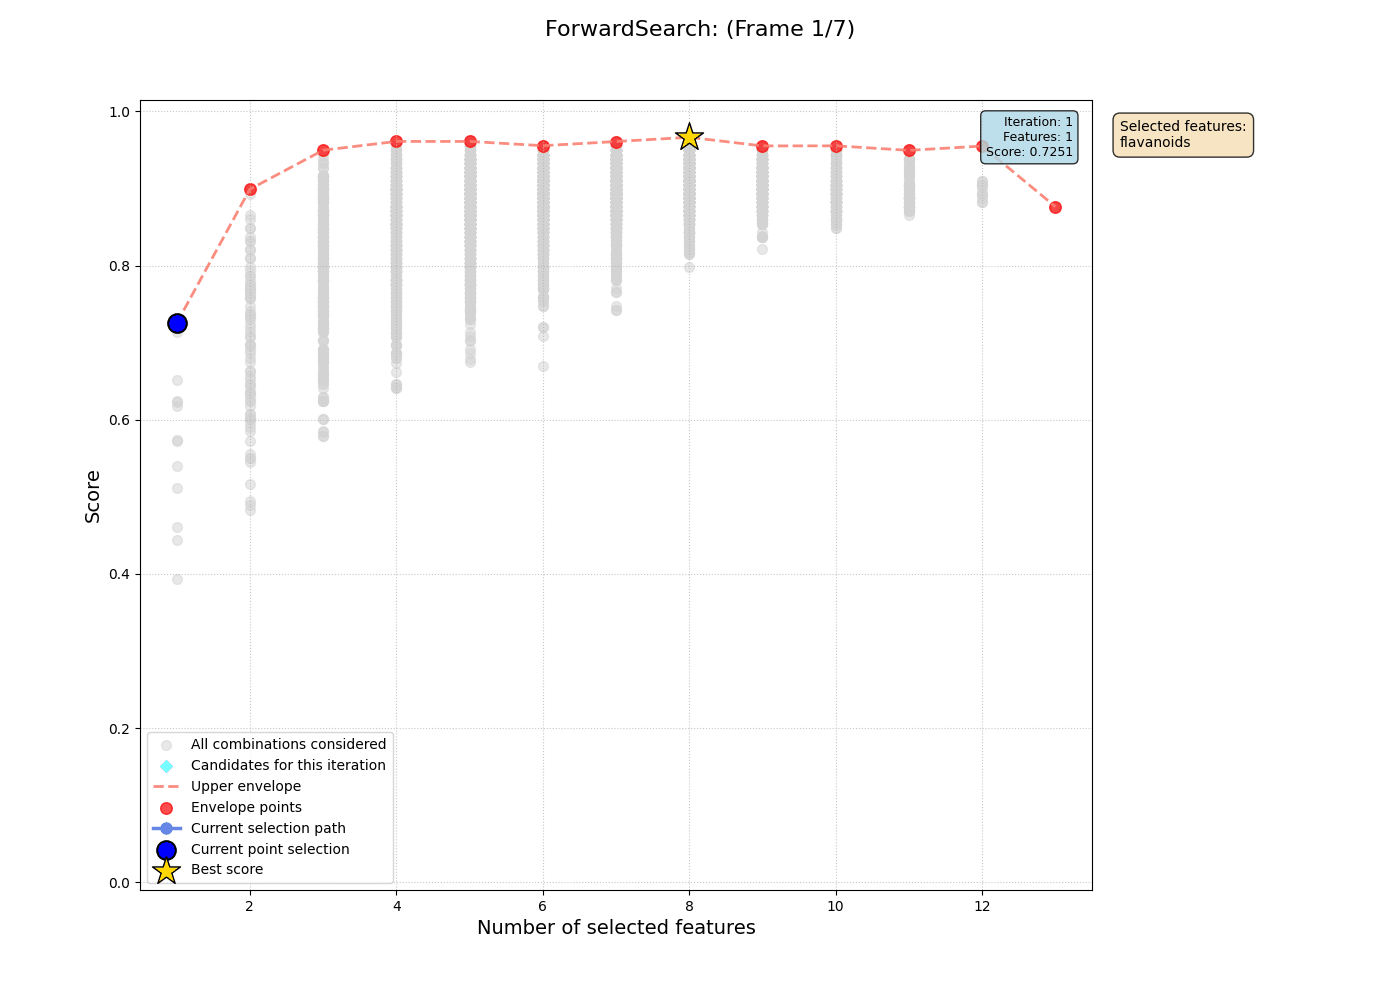 ForwardSearch: (Frame 1/7)
1.0
0.8
0.6
0.4
0.2
0.0
Score
Iteration: 1
Features: 1
Score: 0.7251
Selected features:
flavanoids
All combinations considered
Candidates for this iteration
Upper envelope
Envelope points
Current selection path
Current point selection
Best score
2
4
6
8
10
12
Number of selected features